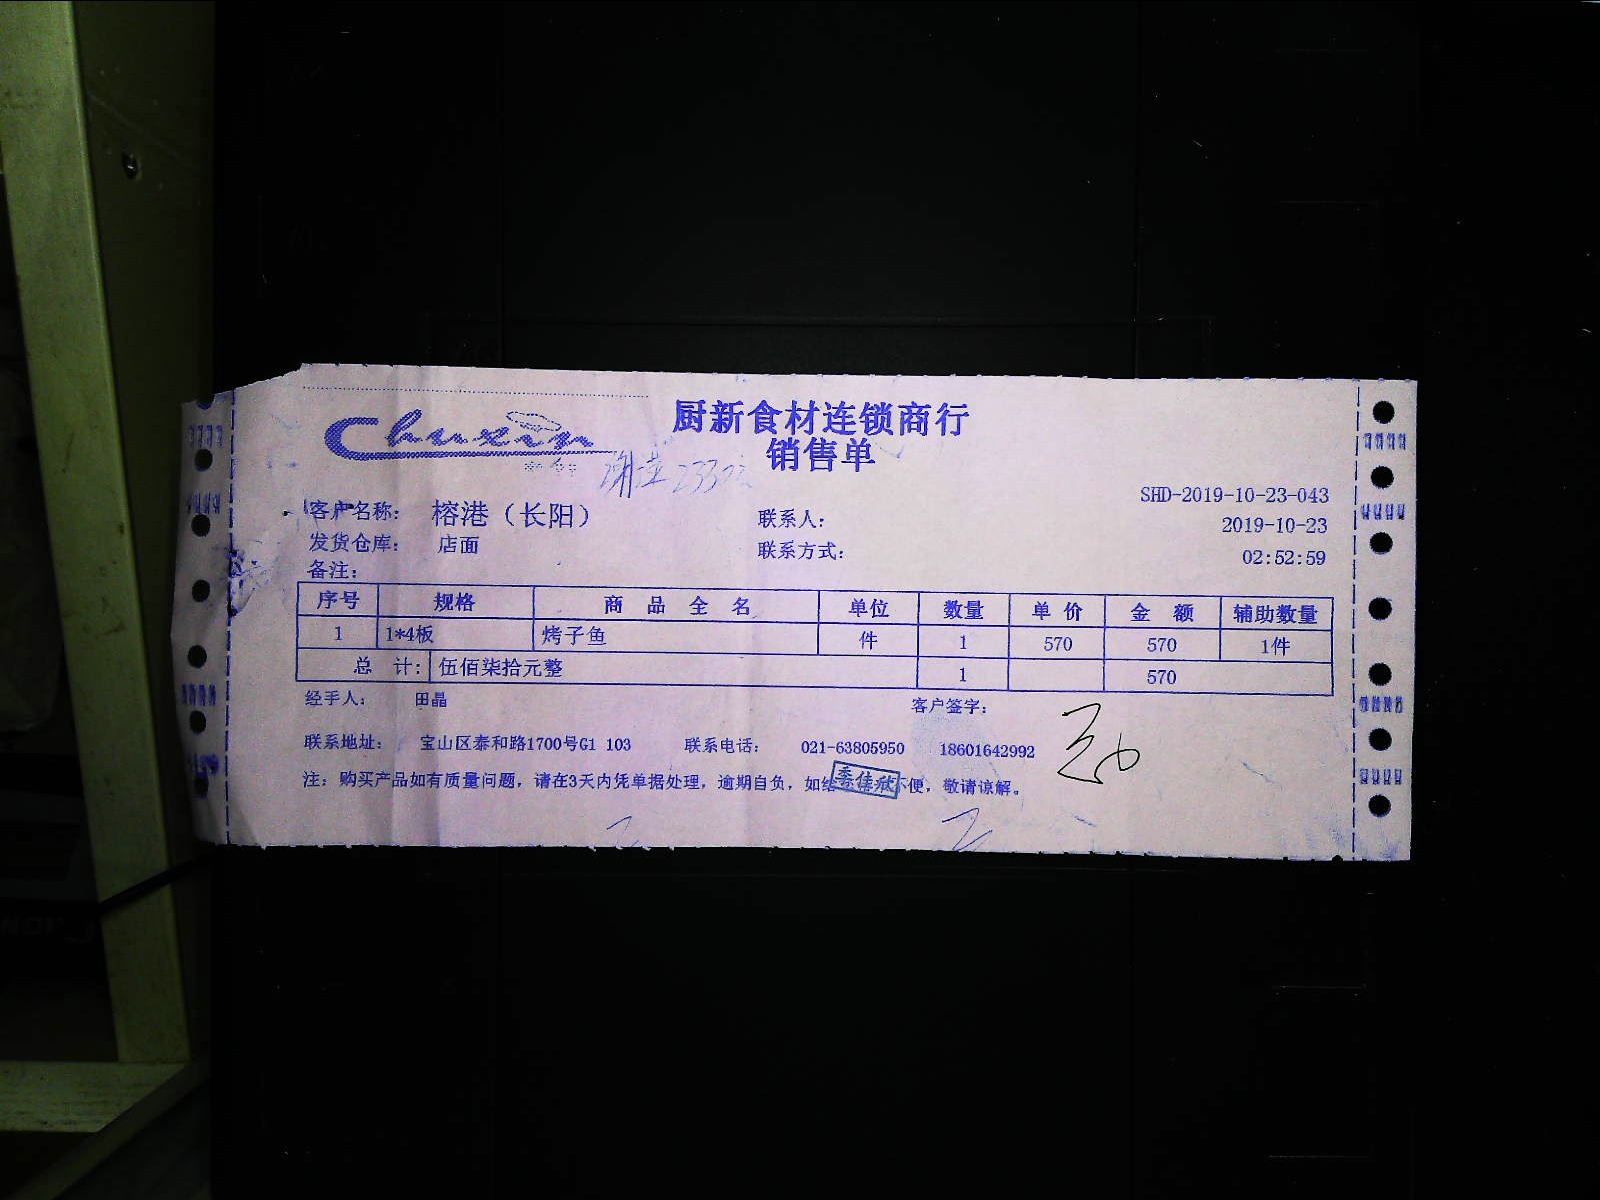 Chuxin
厨新食材连锁商行
销售单
SHD-2019-10-23-043
客户名称： 榕港（长阳） 联系人： 2019-10-23
发货仓库： 店面 联系方式： 02:52:59
备注：
序号 规格 商 品 全 名 单位 数量 单 价 金 额 辅助数量
1 1*4板 烤子鱼 件 1 570 570 1件
总 计： 伍佰柒拾元整 1 570
经手人： 田晶 客户签字：
联系地址： 宝山区泰和路1700号G1 103 联系电话： 021-63805950 18601642992
注：购买产品如有质量问题，请在3天内凭单据处理，逾期自负，如给 不便，敬请谅解。
季佳欣